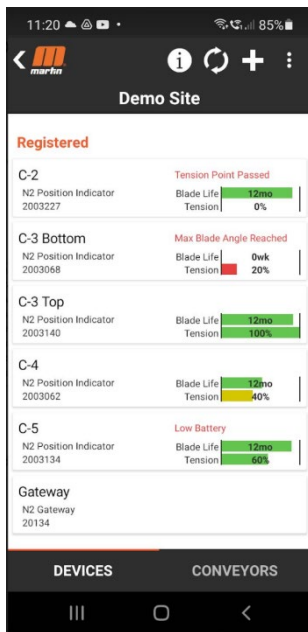 11:20
85%
martin
Demo Site
Registered
C-2
Tension Point Passed
N2 Position Indicator
Blade Life 12mo
2003227
Tension 0%
C-3 Bottom
Max Blade Angle Reached
N2 Position Indicator
Blade Life 0wk
2003068
Tension 20%
C-3 Top
N2 Position Indicator
Blade Life 12mo
2003140
Tension 100%
C-4
N2 Position Indicator
Blade Life 12mo
2003062
Tension 40%
C-5
Low Battery
N2 Position Indicator
Blade Life 12mo
2003134
Tension 60%
Gateway
N2 Gateway
20134
DEVICES
CONVEYORS